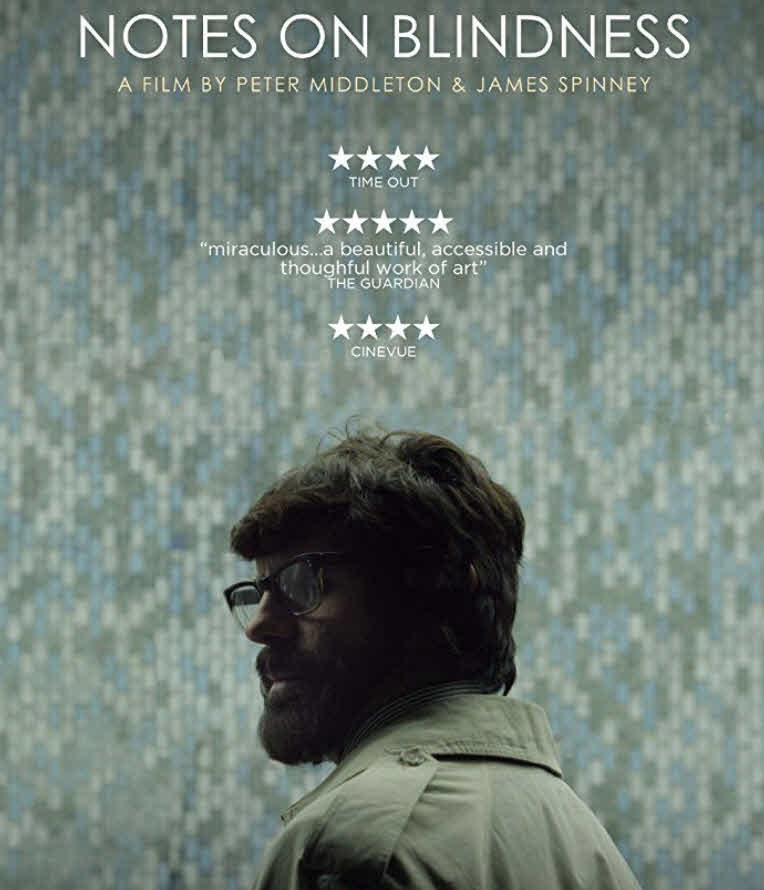 NOTES ON BLINDNESS
A FILM BY PETER MIDDLETON & JAMES SPINNEY
★★★★
TIME OUT
★★★★★
“miraculous...a beautiful, accessible and
thoughtful work of art”
THE GUARDIAN
★★★★
CINEVUE